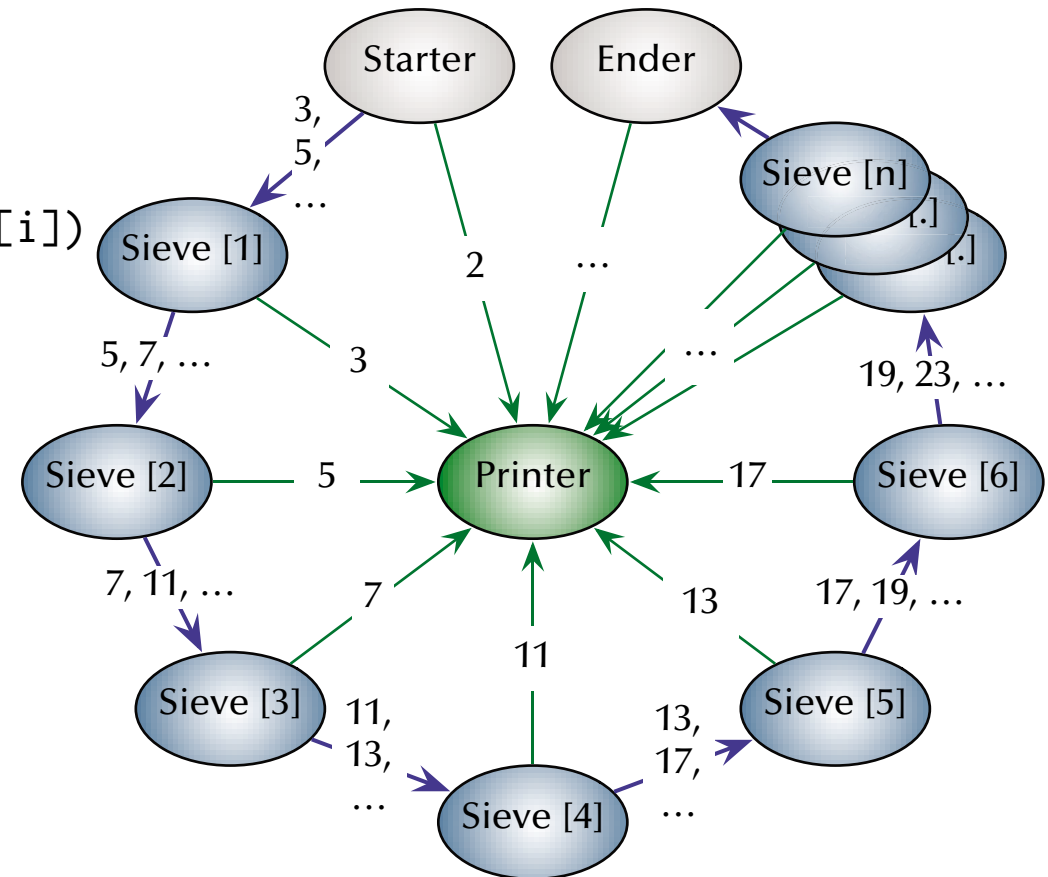 Starter
Ender
3,
5,
…
Sieve [n]
[.]
[.]
[i])
Sieve [1]
2
…
5, 7, …
3
…
19, 23, …
Sieve [2]
5
Printer
17
Sieve [6]
7, 11, …
7
13
17, 19, …
11
Sieve [3]
11,
13,
…
13,
17,
…
Sieve [5]
Sieve [4]